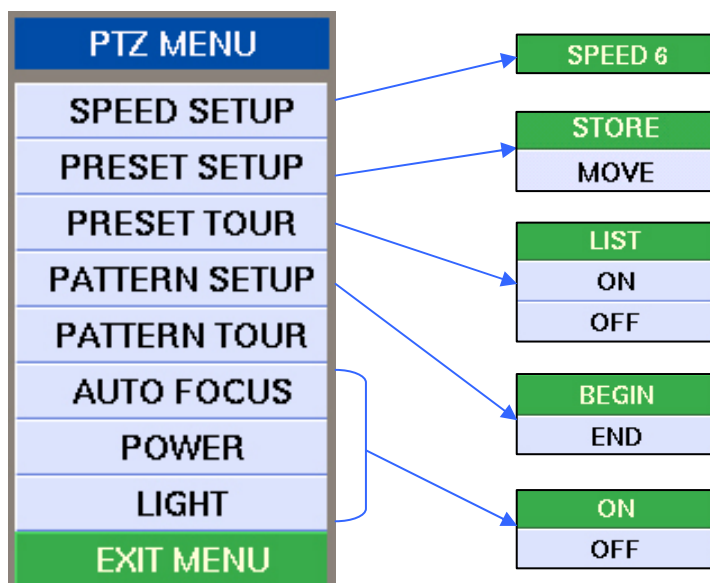 PTZ MENU
SPEED SETUP
PRESET SETUP
PRESET TOUR
PATTERN SETUP
PATTERN TOUR
AUTO FOCUS
POWER
LIGHT
EXIT MENU
SPEED 6
STORE
MOVE
LIST
ON
OFF
BEGIN
END
ON
OFF